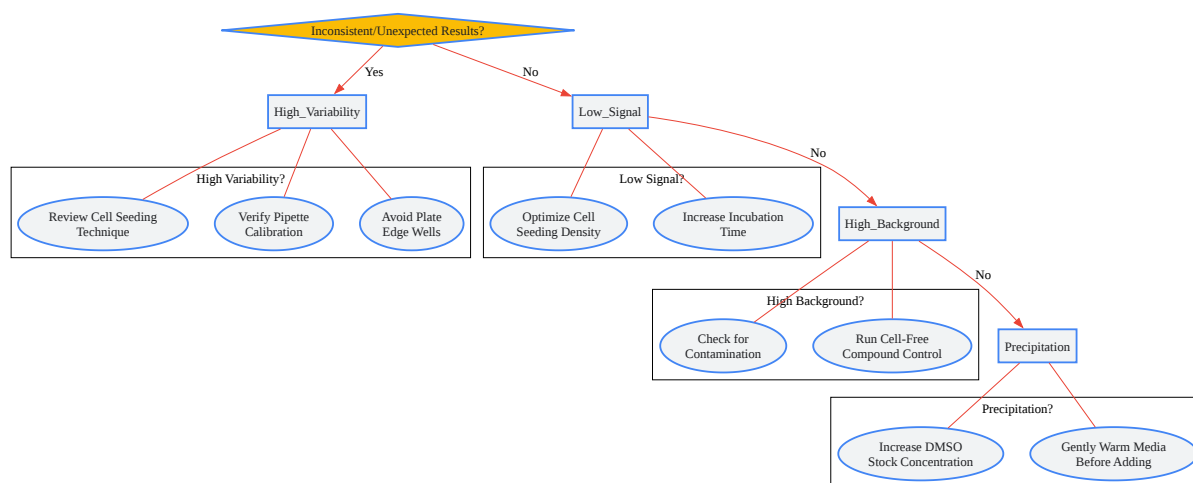 Inconsistent/Unexpected Results?
Yes
No
High_Variability
Low_Signal
No
High Variability?
Low Signal?
Review Cell Seeding
Technique
Verify Pipette
Calibration
Avoid Plate
Edge Wells
Optimize Cell
Seeding Density
Increase Incubation
Time
High_Background
No
High Background?
Check for
Contamination
Run Cell-Free
Compound Control
Precipitation
Precipitation?
Increase DMSO
Stock Concentration
Gently Warm Media
Before Adding